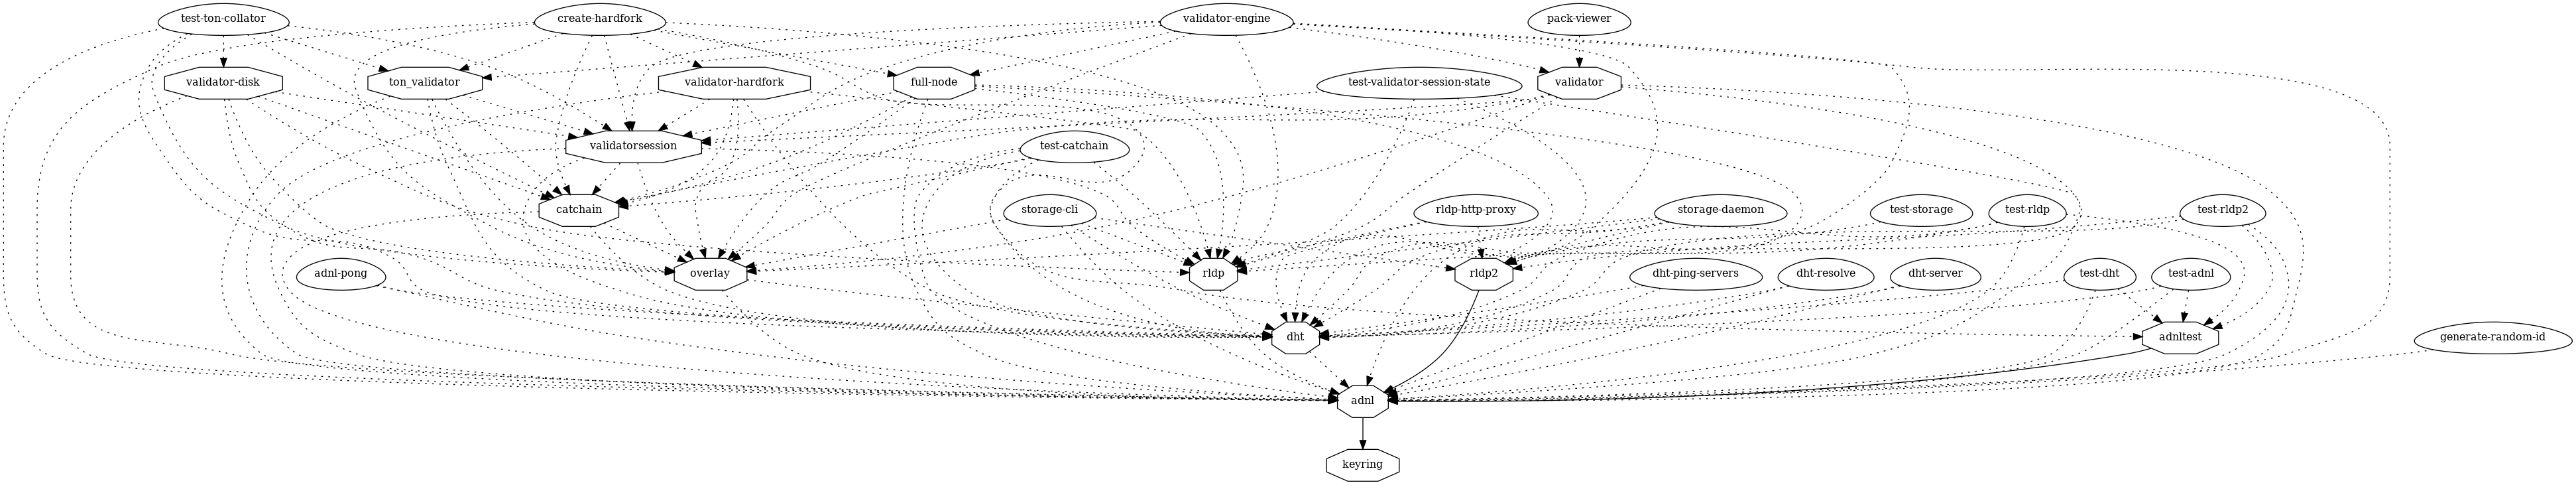 test-ton-collator
create-hardfork
validator-engine
pack-viewer
validator-disk
ton_validator
validator-hardfork
full-node
test-validator-session-state
validator
validatorsession
test-catchain
catchain
storage-cli
rldp-http-proxy
storage-daemon
test-storage
test-rldp
test-rldp2
adnl-pong
overlay
rldp
rldp2
dht-ping-servers
dht-resolve
dht-server
test-dht
test-adnl
dht
adnltest
generate-random-id
adnl
keyring